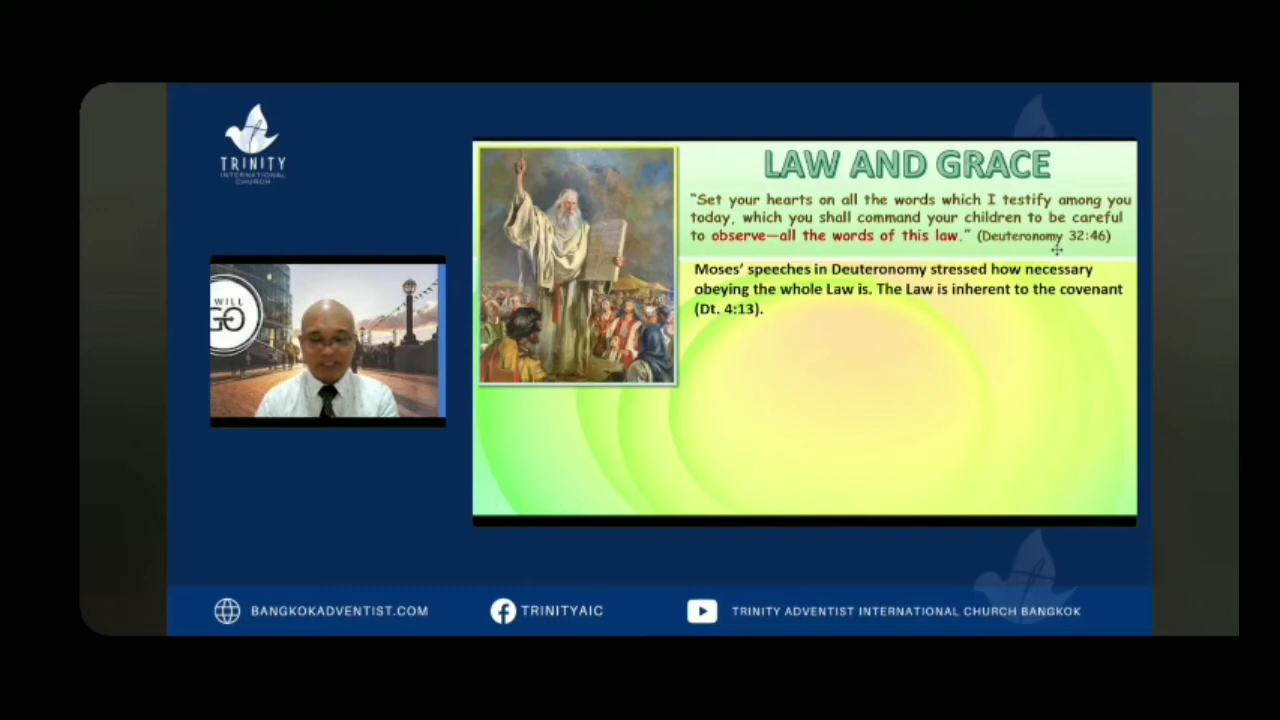 TRINITY
INTERNATIONAL
CHURCH
WILL
GO
LAW AND GRACE
"Set your hearts on all the words which I testify among you
today, which you shall command your children to be careful
to observe—all the words of this law." (Deuteronomy 32:46)
Moses' speeches in Deuteronomy stressed how necessary
obeying the whole Law is. The Law is inherent to the covenant
(Dt. 4:13).
BANGKOKADVENTIST.COM
TRINITYAIC
TRINITY ADVENTIST INTERNATIONAL CHURCH BANGKOK